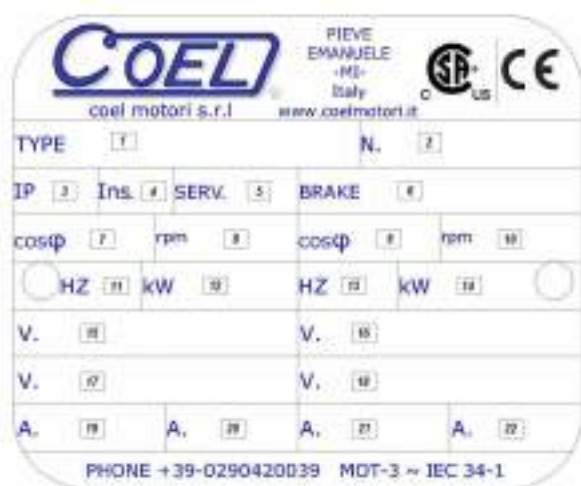 COEL
PIEVE
EMANUELE
-MI-
Italy
coel motori s.r.l
www.coelmotori.it
C SA + US CE
TYPE 1 N. 2
IP 3 Ins. 4 SERV. 5 BRAKE 6
cosφ 7 rpm 8 cosφ 9 rpm 10
HZ 11 kW 12 HZ 13 kW 14
V. 15 V. 16
V. 17 V. 18
A. 19 A. 20 A. 21 A. 22
PHONE +39-0290420039 MOT-3 ~ IEC 34-1